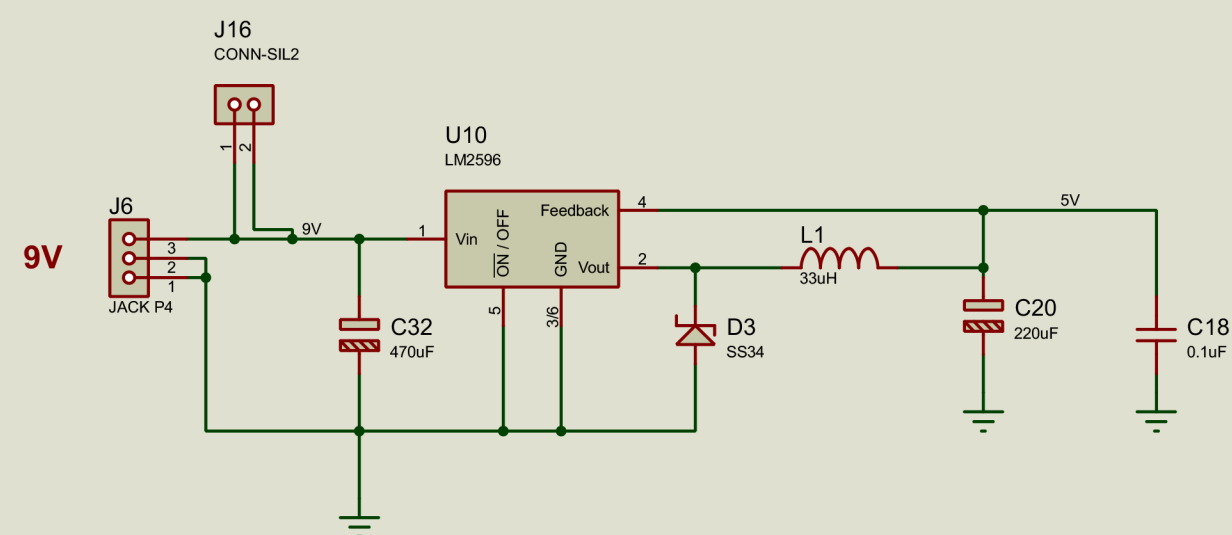 J16
CONN-SIL2
1
2
U10
LM2596
J6
9V
3
2
1
JACK P4
9V
1
Vin
ON / OFF
GND
Feedback
Vout
4
2
5
3/6
C32
470uF
D3
SS34
L1
33uH
5V
C20
220uF
C18
0.1uF